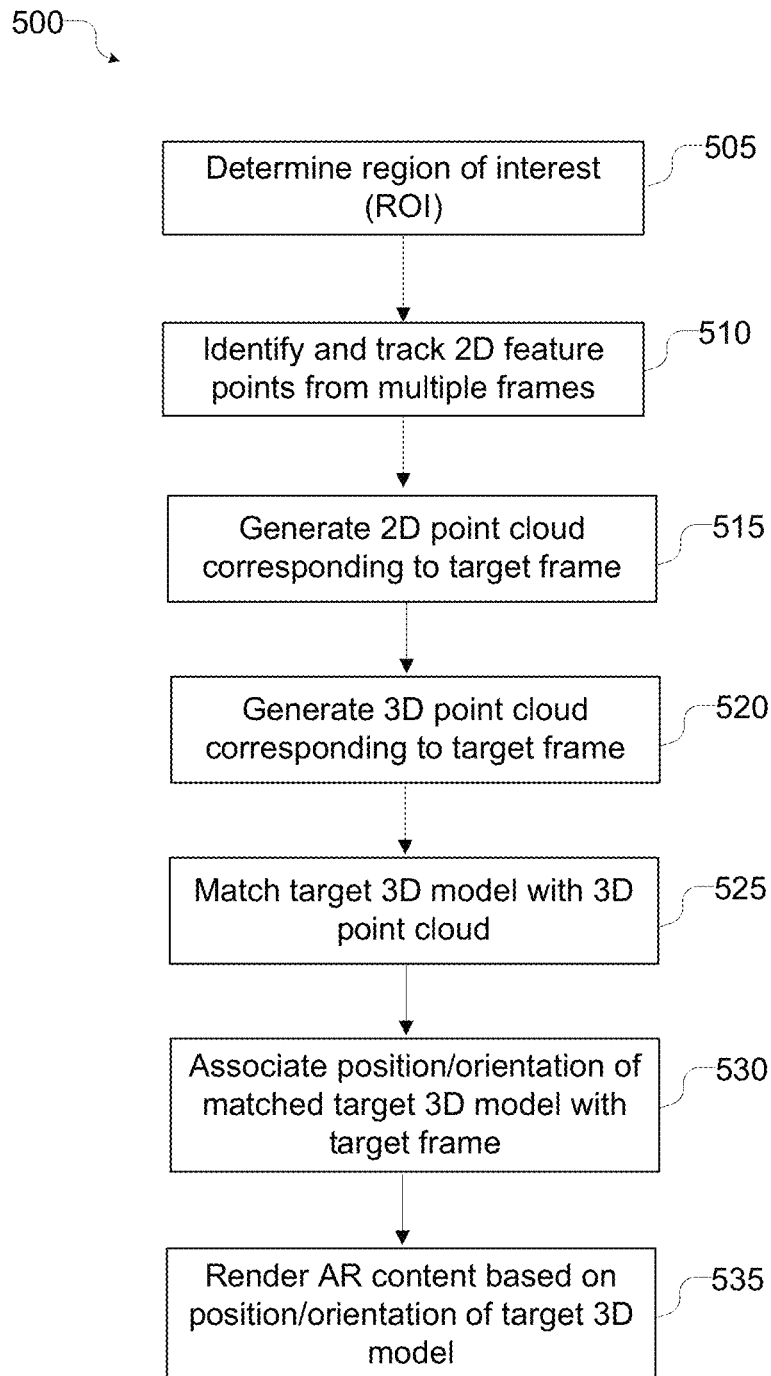 500
Determine region of interest
(ROI)
505
Identify and track 2D feature
points from multiple frames
510
Generate 2D point cloud
corresponding to target frame
515
Generate 3D point cloud
corresponding to target frame
520
Match target 3D model with 3D
point cloud
525
Associate position/orientation of
matched target 3D model with
target frame
530
Render AR content based on
position/orientation of target 3D
model
535